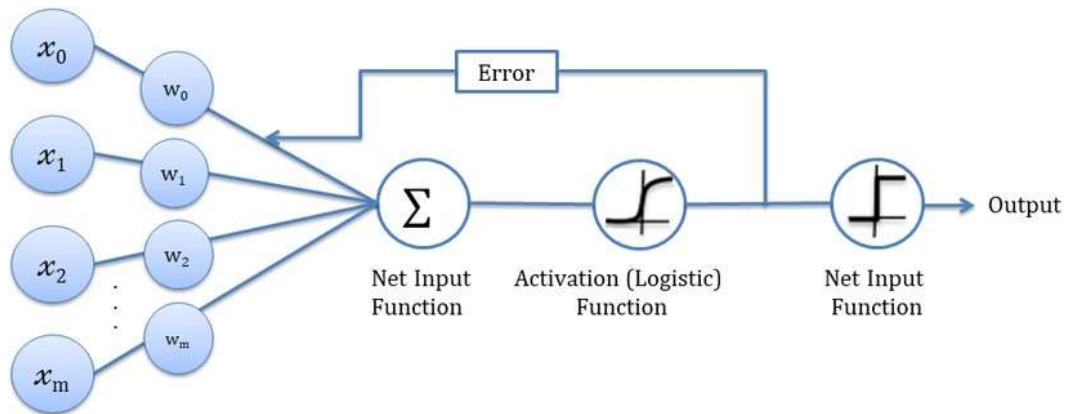 x₀
w₀
Error
x₁
w₁
Σ
Output
x₂
w₂
Net Input
Function
Activation (Logistic)
Function
Net Input
Function
. . .
xₘ
wₘ